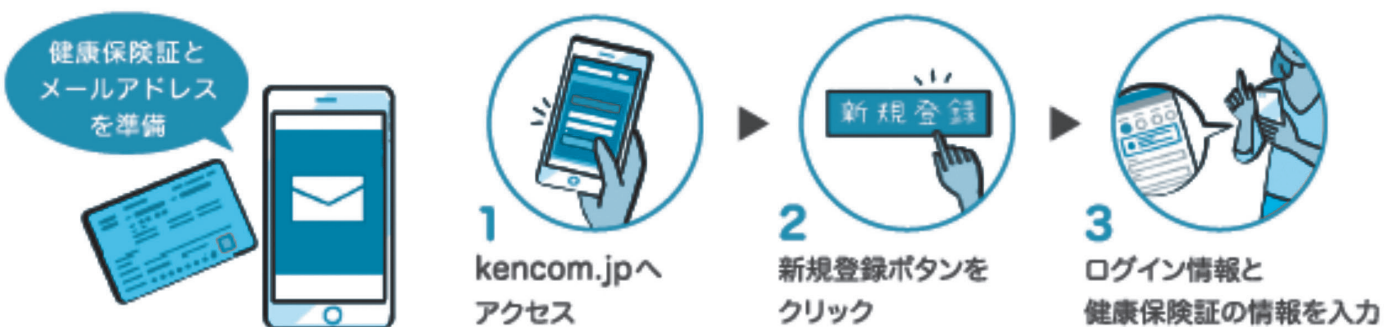 健康保険証と
メールアドレス
を準備
1
kencom.jpへ
アクセス
新規登録
2
新規登録ボタンを
クリック
3
ログイン情報と
健康保険証の情報を入力